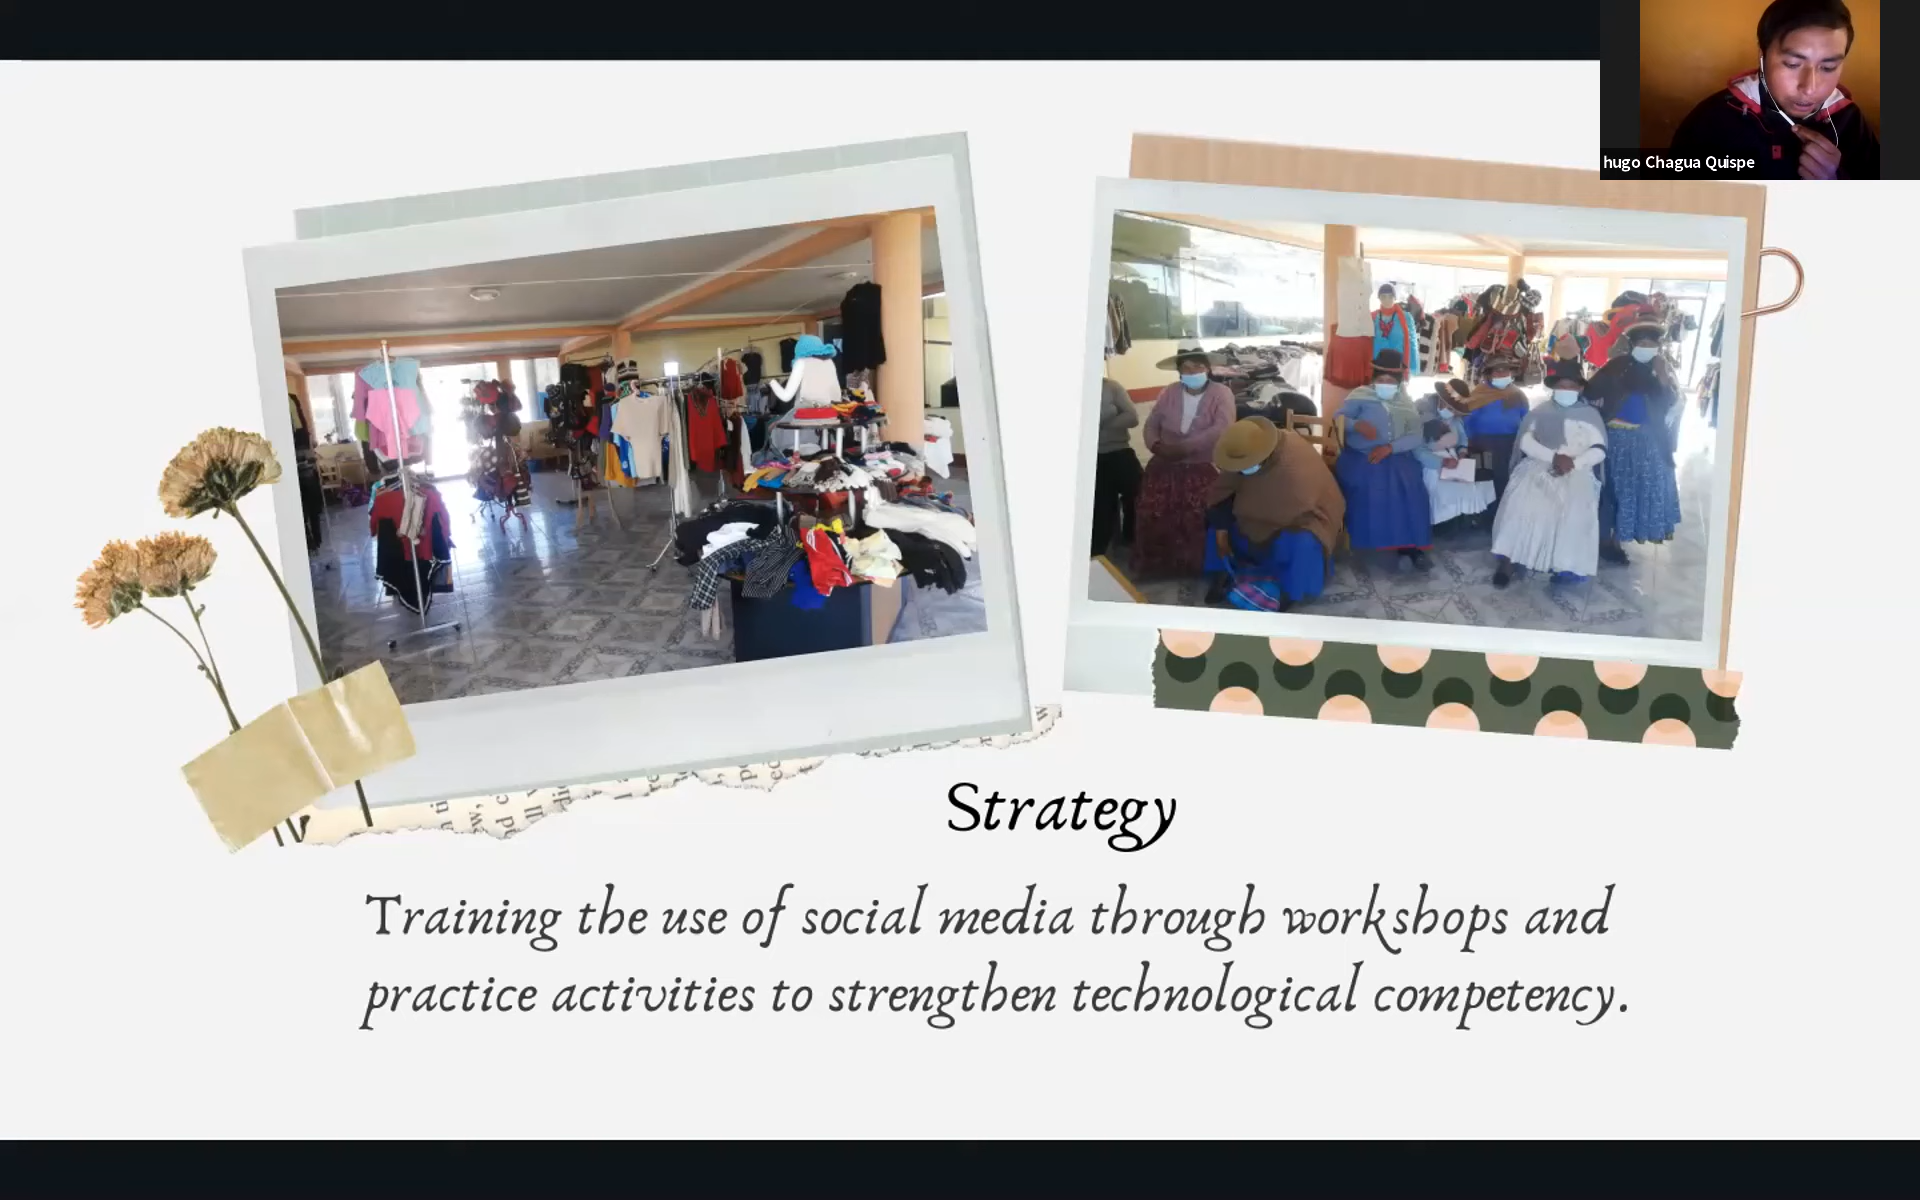 hugo Chagua Quispe
Strategy
Training the use of social media through workshops and
practice activities to strengthen technological competency.